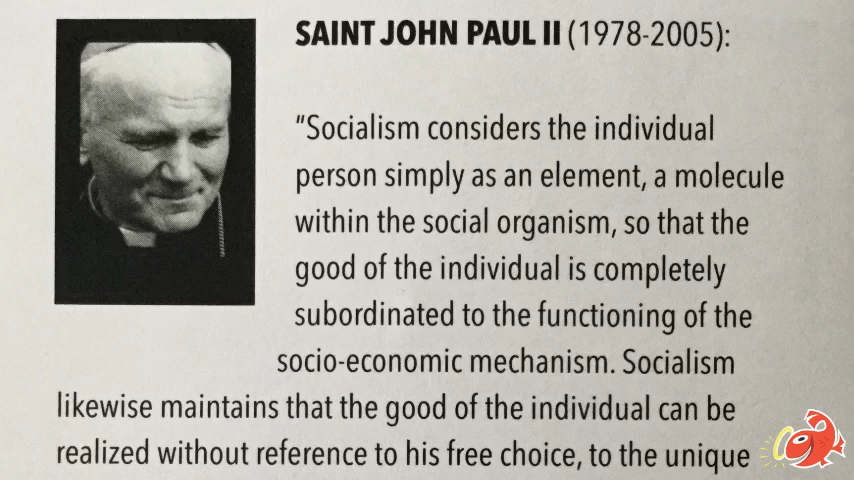 SAINT JOHN PAUL II (1978-2005):
"Socialism considers the individual
person simply as an element, a molecule
within the social organism, so that the
good of the individual is completely
subordinated to the functioning of the
socio-economic mechanism. Socialism
likewise maintains that the good of the individual can be
realized without reference to his free choice, to the unique